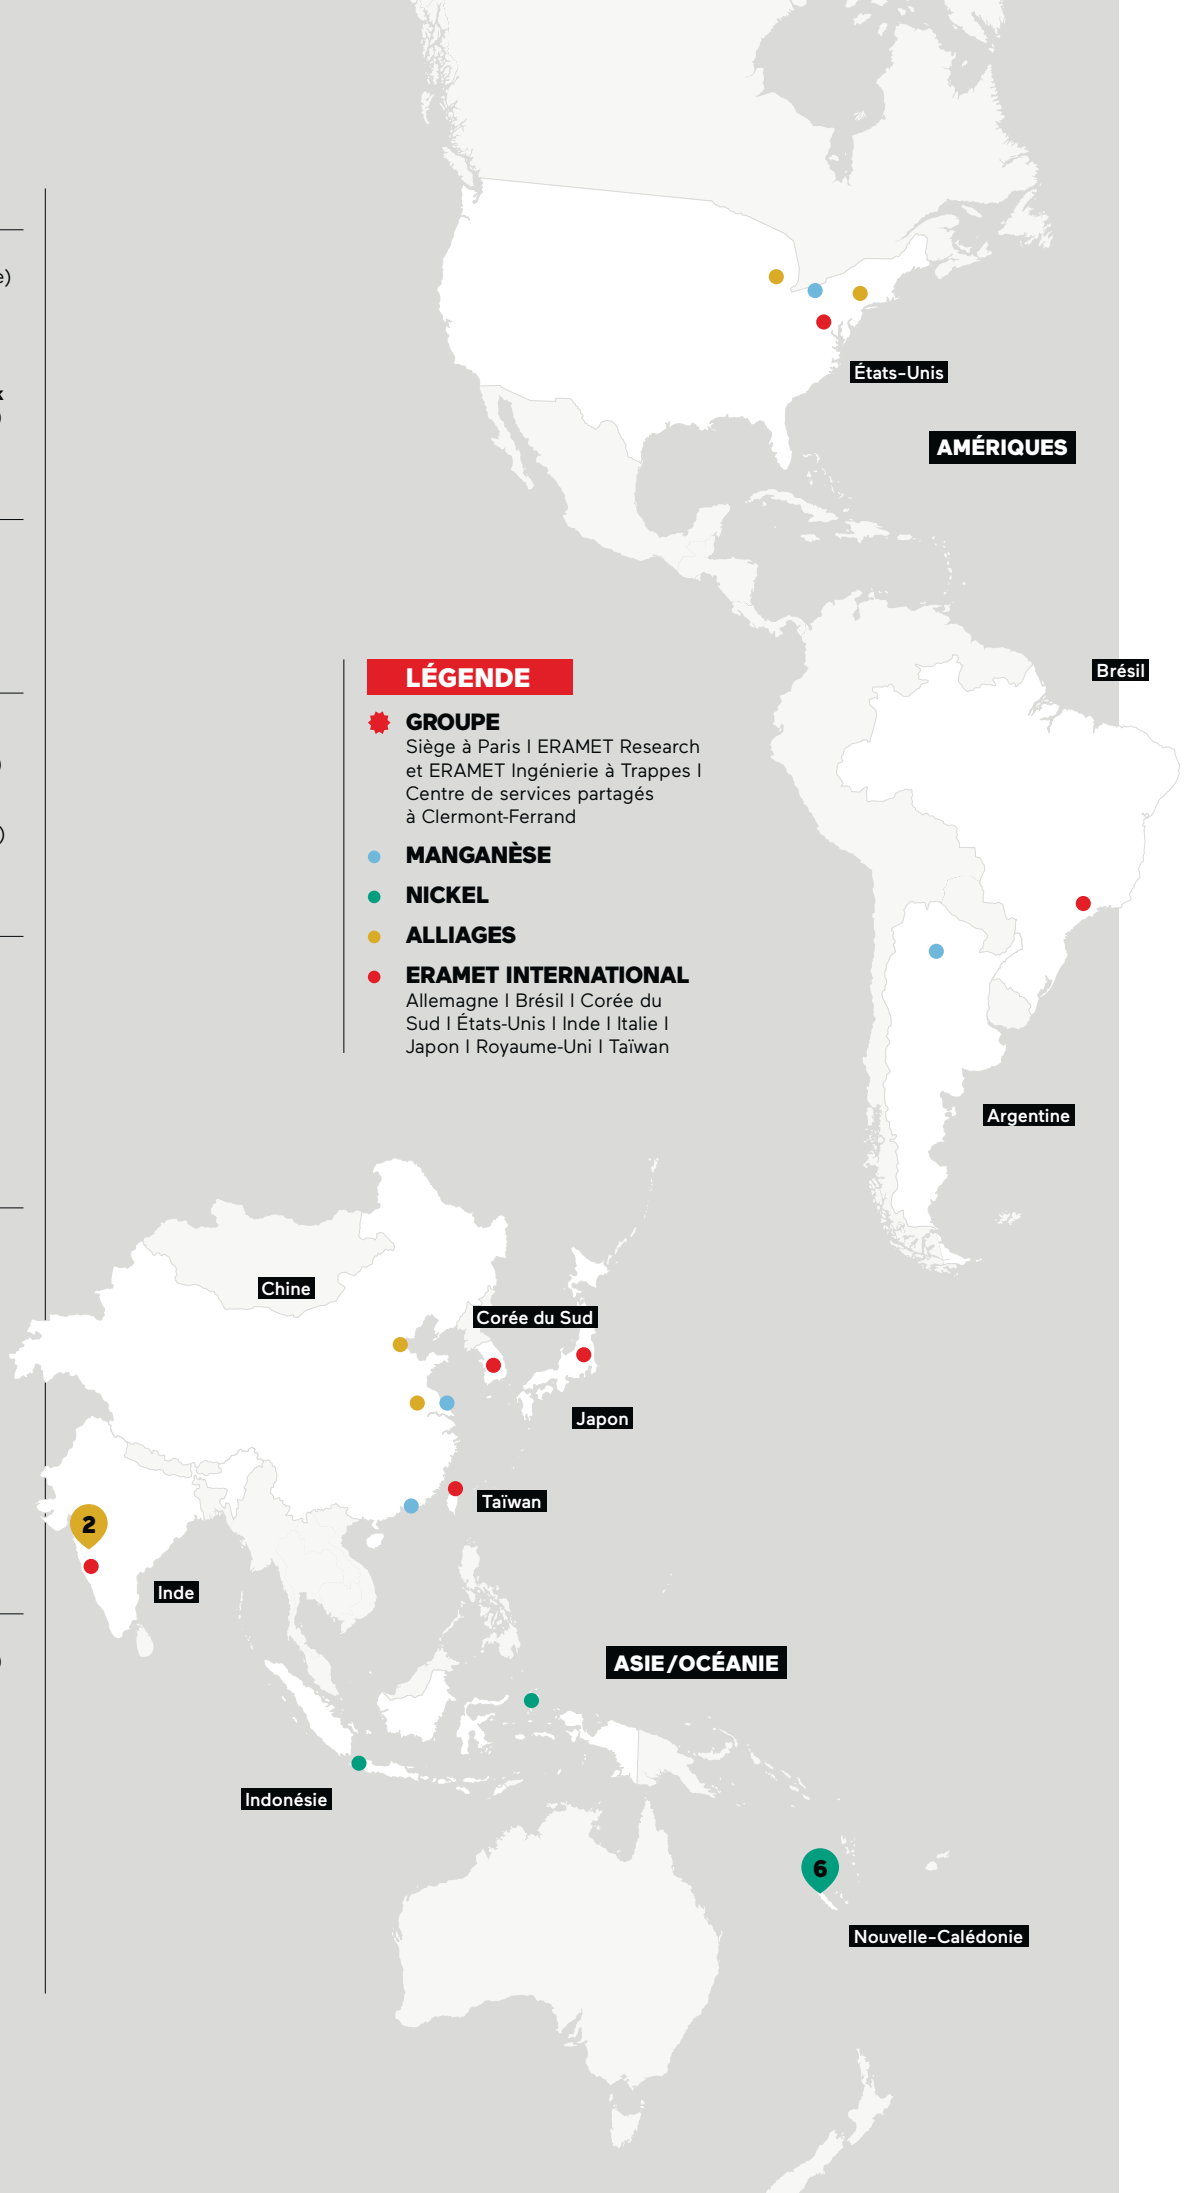 e)
)
)
)
)
États-Unis
AMÉRIQUES
Brésil
LÉGENDE
GROUPE
Siège à Paris I ERAMET Research
et ERAMET Ingénierie à Trappes I
Centre de services partagés
à Clermont-Ferrand
MANGANÈSE
NICKEL
ALLIAGES
ERAMET INTERNATIONAL
Allemagne I Brésil I Corée du
Sud I États-Unis I Inde I Italie I
Japon I Royaume-Uni I Taïwan
Argentine
Chine
Corée du Sud
Japon
Taïwan
2
Inde
ASIE/OCÉANIE
Indonésie
6
Nouvelle-Calédonie